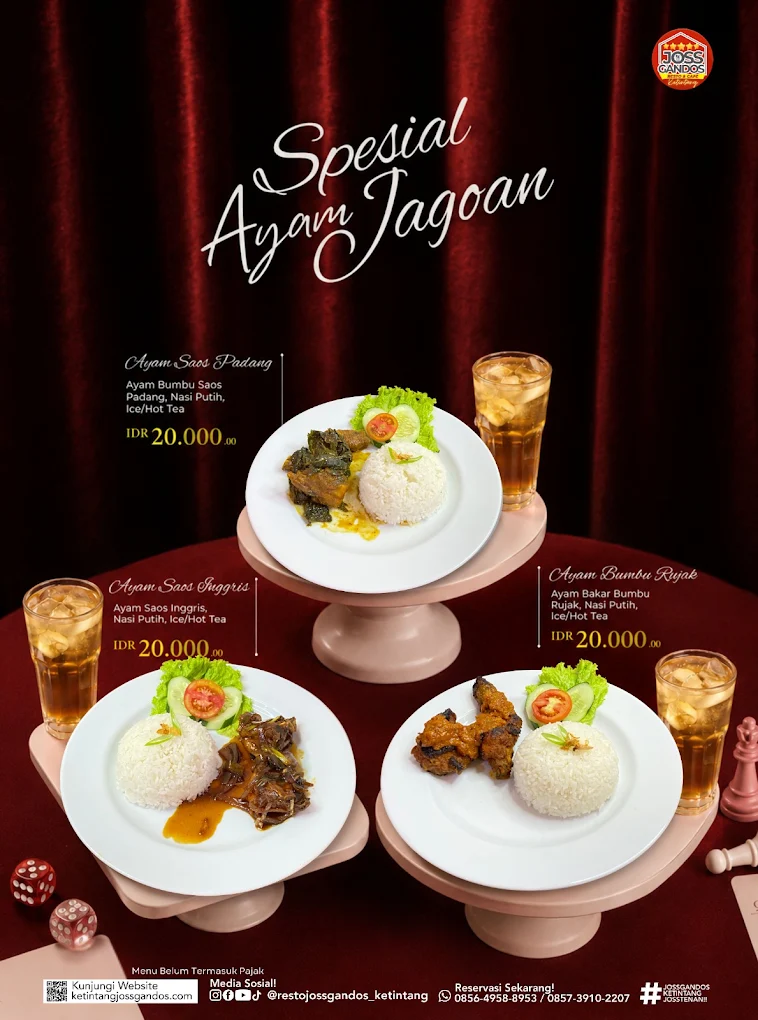 JOSS
GANDOS
RESTO & CAFE
Ketintang
Spesial
Ayam Jagoan
Ayam Saos Padang
Ayam Bumbu Saos
Padang, Nasi Putih,
Ice/Hot Tea
IDR 20.000.00
Ayam Saos Inggris
Ayam Saos Inggris,
Nasi Putih, Ice/Hot Tea
IDR 20.000.00
Ayam Bumbu Rujak
Ayam Bakar Bumbu
Rujak, Nasi Putih,
Ice/Hot Tea
IDR 20.000.00
Menu Belum Termasuk Pajak
Kunjungi Website
ketintangjossgandos.com
Media Sosial!
@restojossgandos_ketintang
Reservasi Sekarang!
0856-4958-8953 / 0857-3910-2207
#JOSSGANDOS
KETINTANG
JOSSTENAN!!